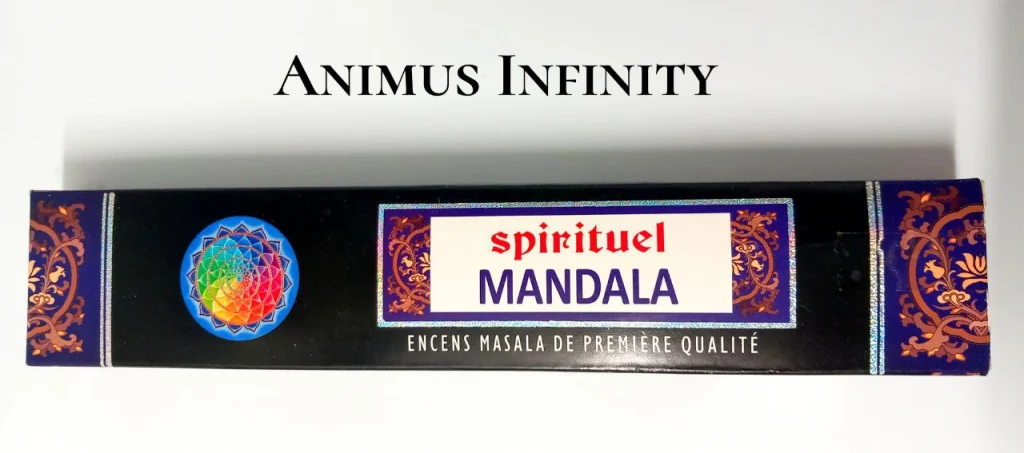 Animus Infinity
spirituel
MANDALA
ENCENS MASALA DE PREMIÈRE QUALITÉ